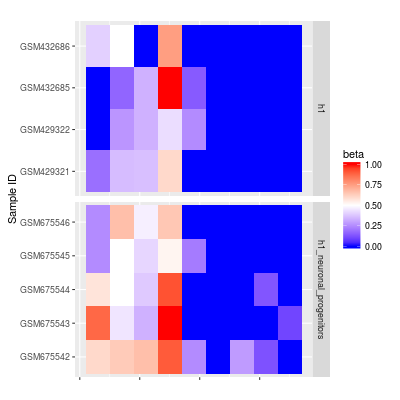 GSM432686
GSM432685
GSM429322
GSM429321
h1
GSM675546
GSM675545
GSM675544
GSM675543
GSM675542
h1_neuronal_progenitors
Sample ID
beta
1.00
0.75
0.50
0.25
0.00